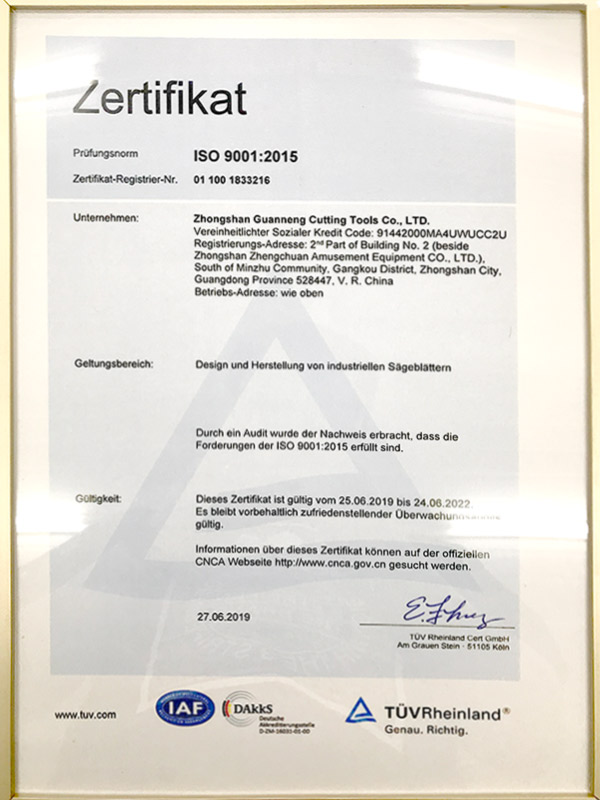 Zertifikat
Prüfungsnorm ISO 9001:2015
Zertifikat-Registrier-Nr. 01 100 1833216
Unternehmen: Zhongshan Guanneng Cutting Tools Co., LTD.
Vereinheitlichter Sozialer Kredit Code: 91442000MA4UWUCC2U
Registrierungs-Adresse: 2nd Part of Building No. 2 (beside
Zhongshan Zhengchuan Amusement Equipment CO., LTD.),
South of Minzhu Community, Gangkou District, Zhongshan City,
Guangdong Province 528447, V. R. China
Betriebs-Adresse: wie oben
Geltungsbereich: Design und Herstellung von industriellen Sägeblättern
Durch ein Audit wurde der Nachweis erbracht, dass die
Forderungen der ISO 9001:2015 erfüllt sind.
Gültigkeit: Dieses Zertifikat ist gültig vom 25.06.2019 bis 24.06.2022.
Es bleibt vorbehaltlich zufriedenstellender
gültig.
Informationen über dieses Zertifikat können auf der offiziellen
CNCA Webseite http://www.cnca.gov.cn gesucht werden.
27.06.2019
TÜV Rheinland Cert GmbH
Am Grauen Stein · 51105 Köln
www.tuv.com
IAF
DAkkS
Deutsche
Akkreditierungsstelle
D-ZM-16031-01-00
TÜVRheinland®
Genau. Richtig.